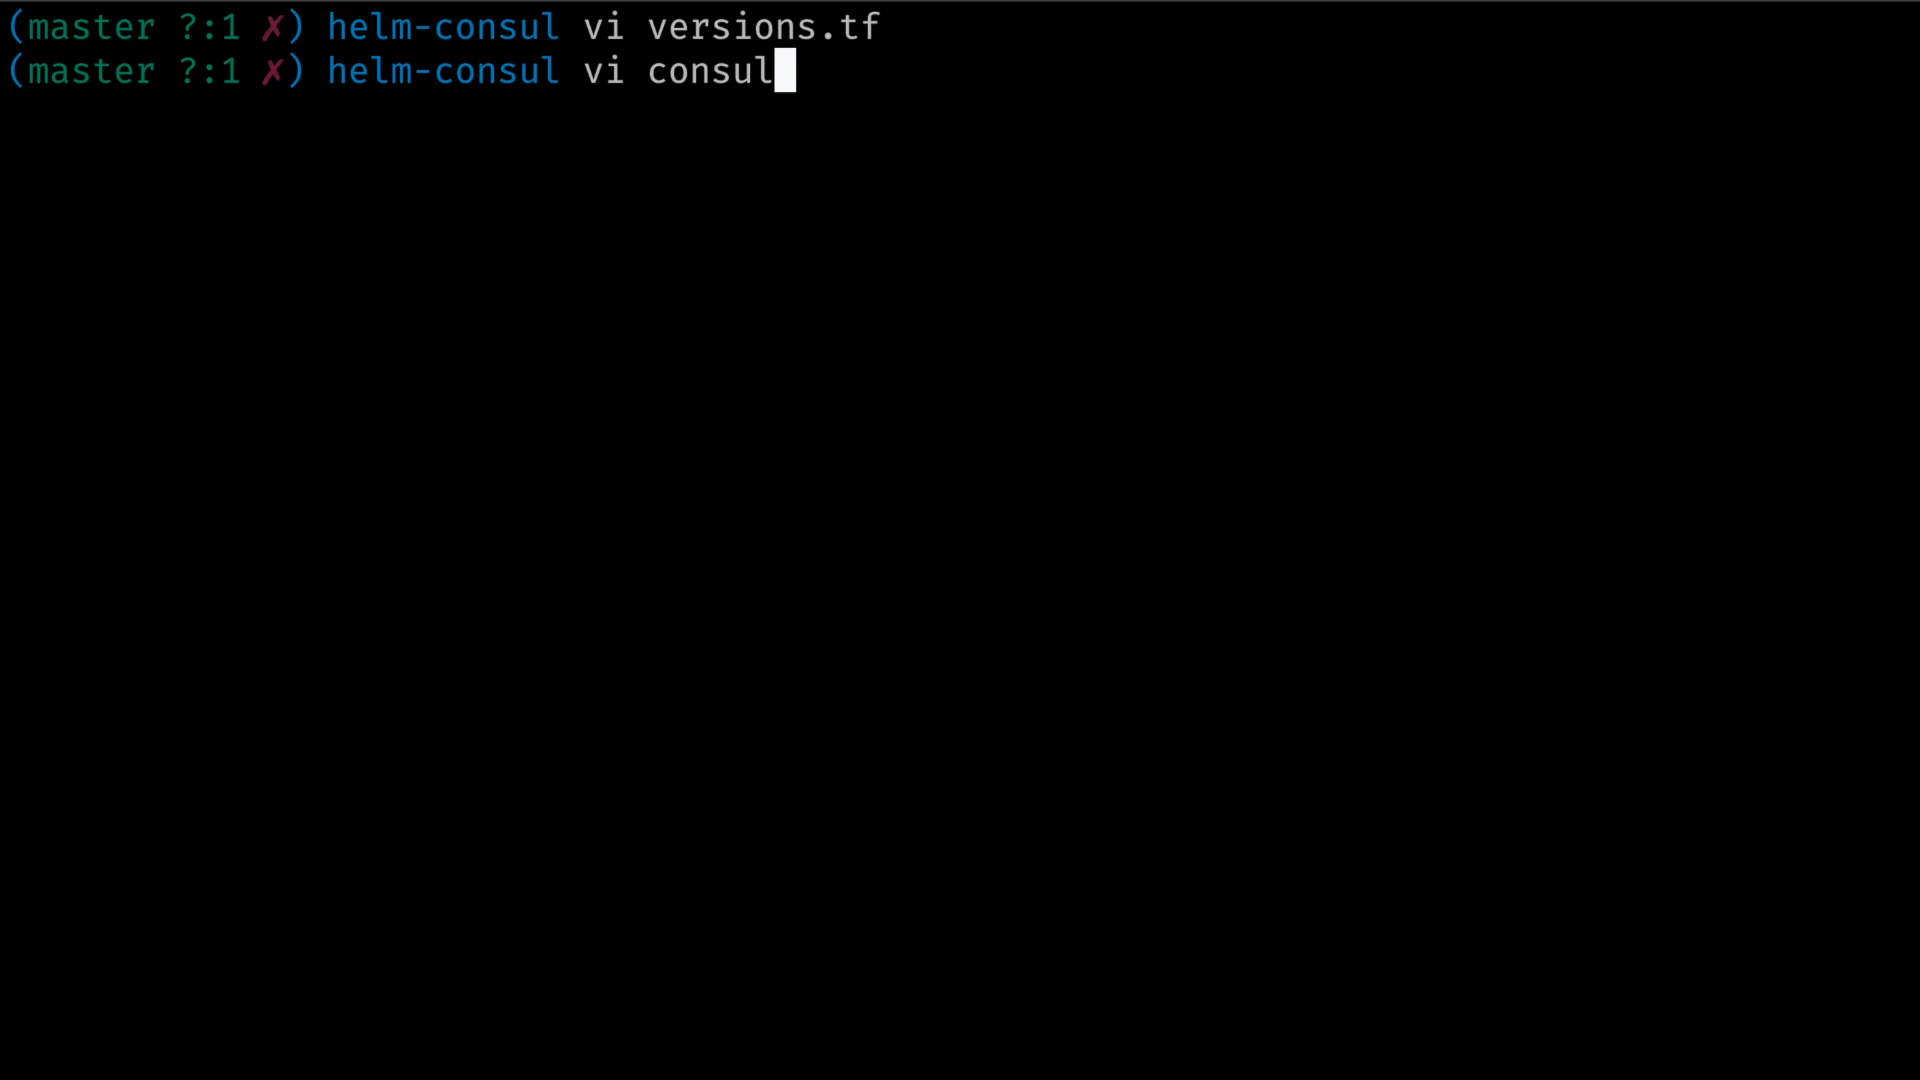 (master ?:1 ✗) helm-consul vi versions.tf
(master ?:1 ✗) helm-consul vi consul